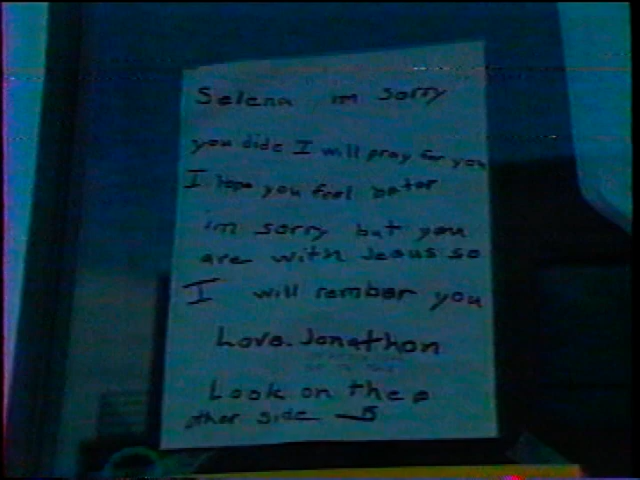 Selena im sorry
you dide I will pray for you
I hope you feel beter
im sorry but you
are with Jesus so
I will rember you
Love. Jonathon
Look on the
other side